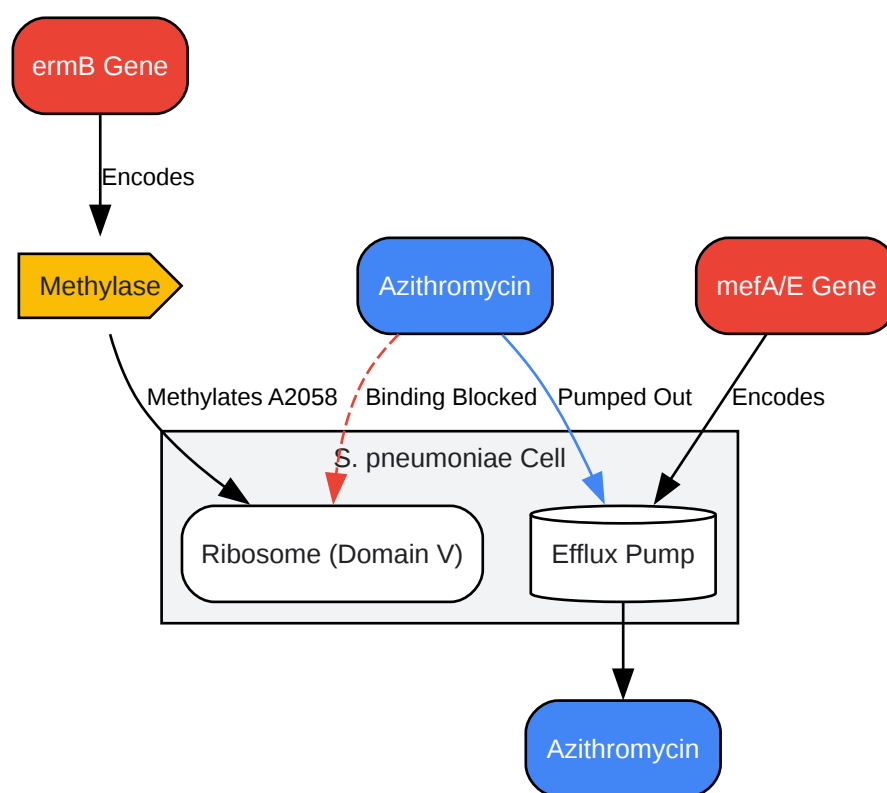 ermB Gene
Encodes
Methylase
Azithromycin
mefA/E Gene
Methylates A2058
Binding Blocked
Pumped Out
Encodes
S. pneumoniae Cell
Ribosome (Domain V)
Efflux Pump
Azithromycin